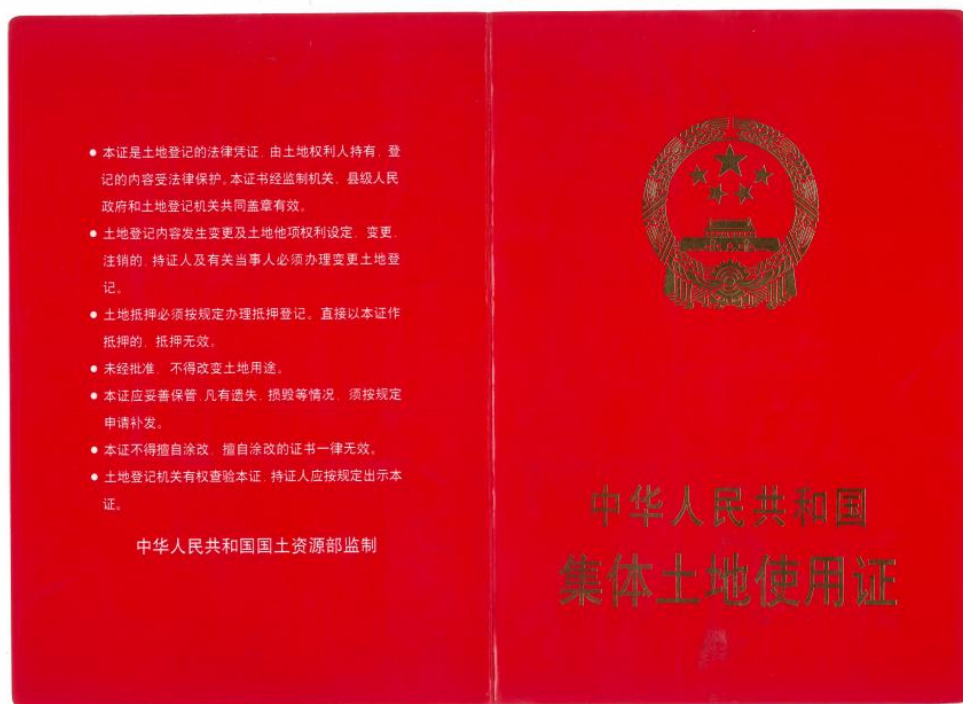 ● 本证是土地登记的法律凭证，由土地权利人持有，登
记的内容受法律保护。本证书经监制机关、县级人民
政府和土地登记机关共同盖章有效。
● 土地登记内容发生变更及土地他项权利设定、变更、
注销的，持证人及有关当事人必须办理变更土地登
记。
● 土地抵押必须按规定办理抵押登记。直接以本证作
抵押的，抵押无效。
● 未经批准，不得改变土地用途。
● 本证应妥善保管，凡有遗失、损毁等情况，须按规定
申请补发。
● 本证不得擅自涂改，擅自涂改的证书一律无效。
● 土地登记机关有权查验本证，持证人应按规定出示本
证。
中华人民共和国国土资源部监制
中华人民共和国
集体土地使用证